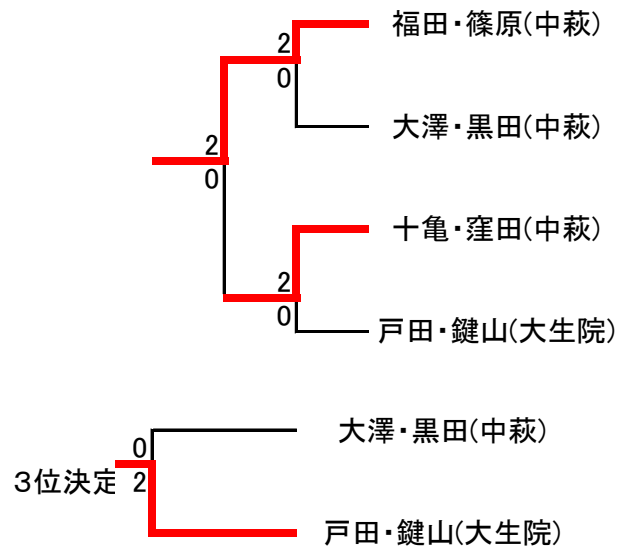 福田・篠原(中萩)
2
0
大澤・黒田(中萩)
2
0
十亀・窪田(中萩)
2
0
戸田・鍵山(大生院)
大澤・黒田(中萩)
0
3位決定 2
戸田・鍵山(大生院)